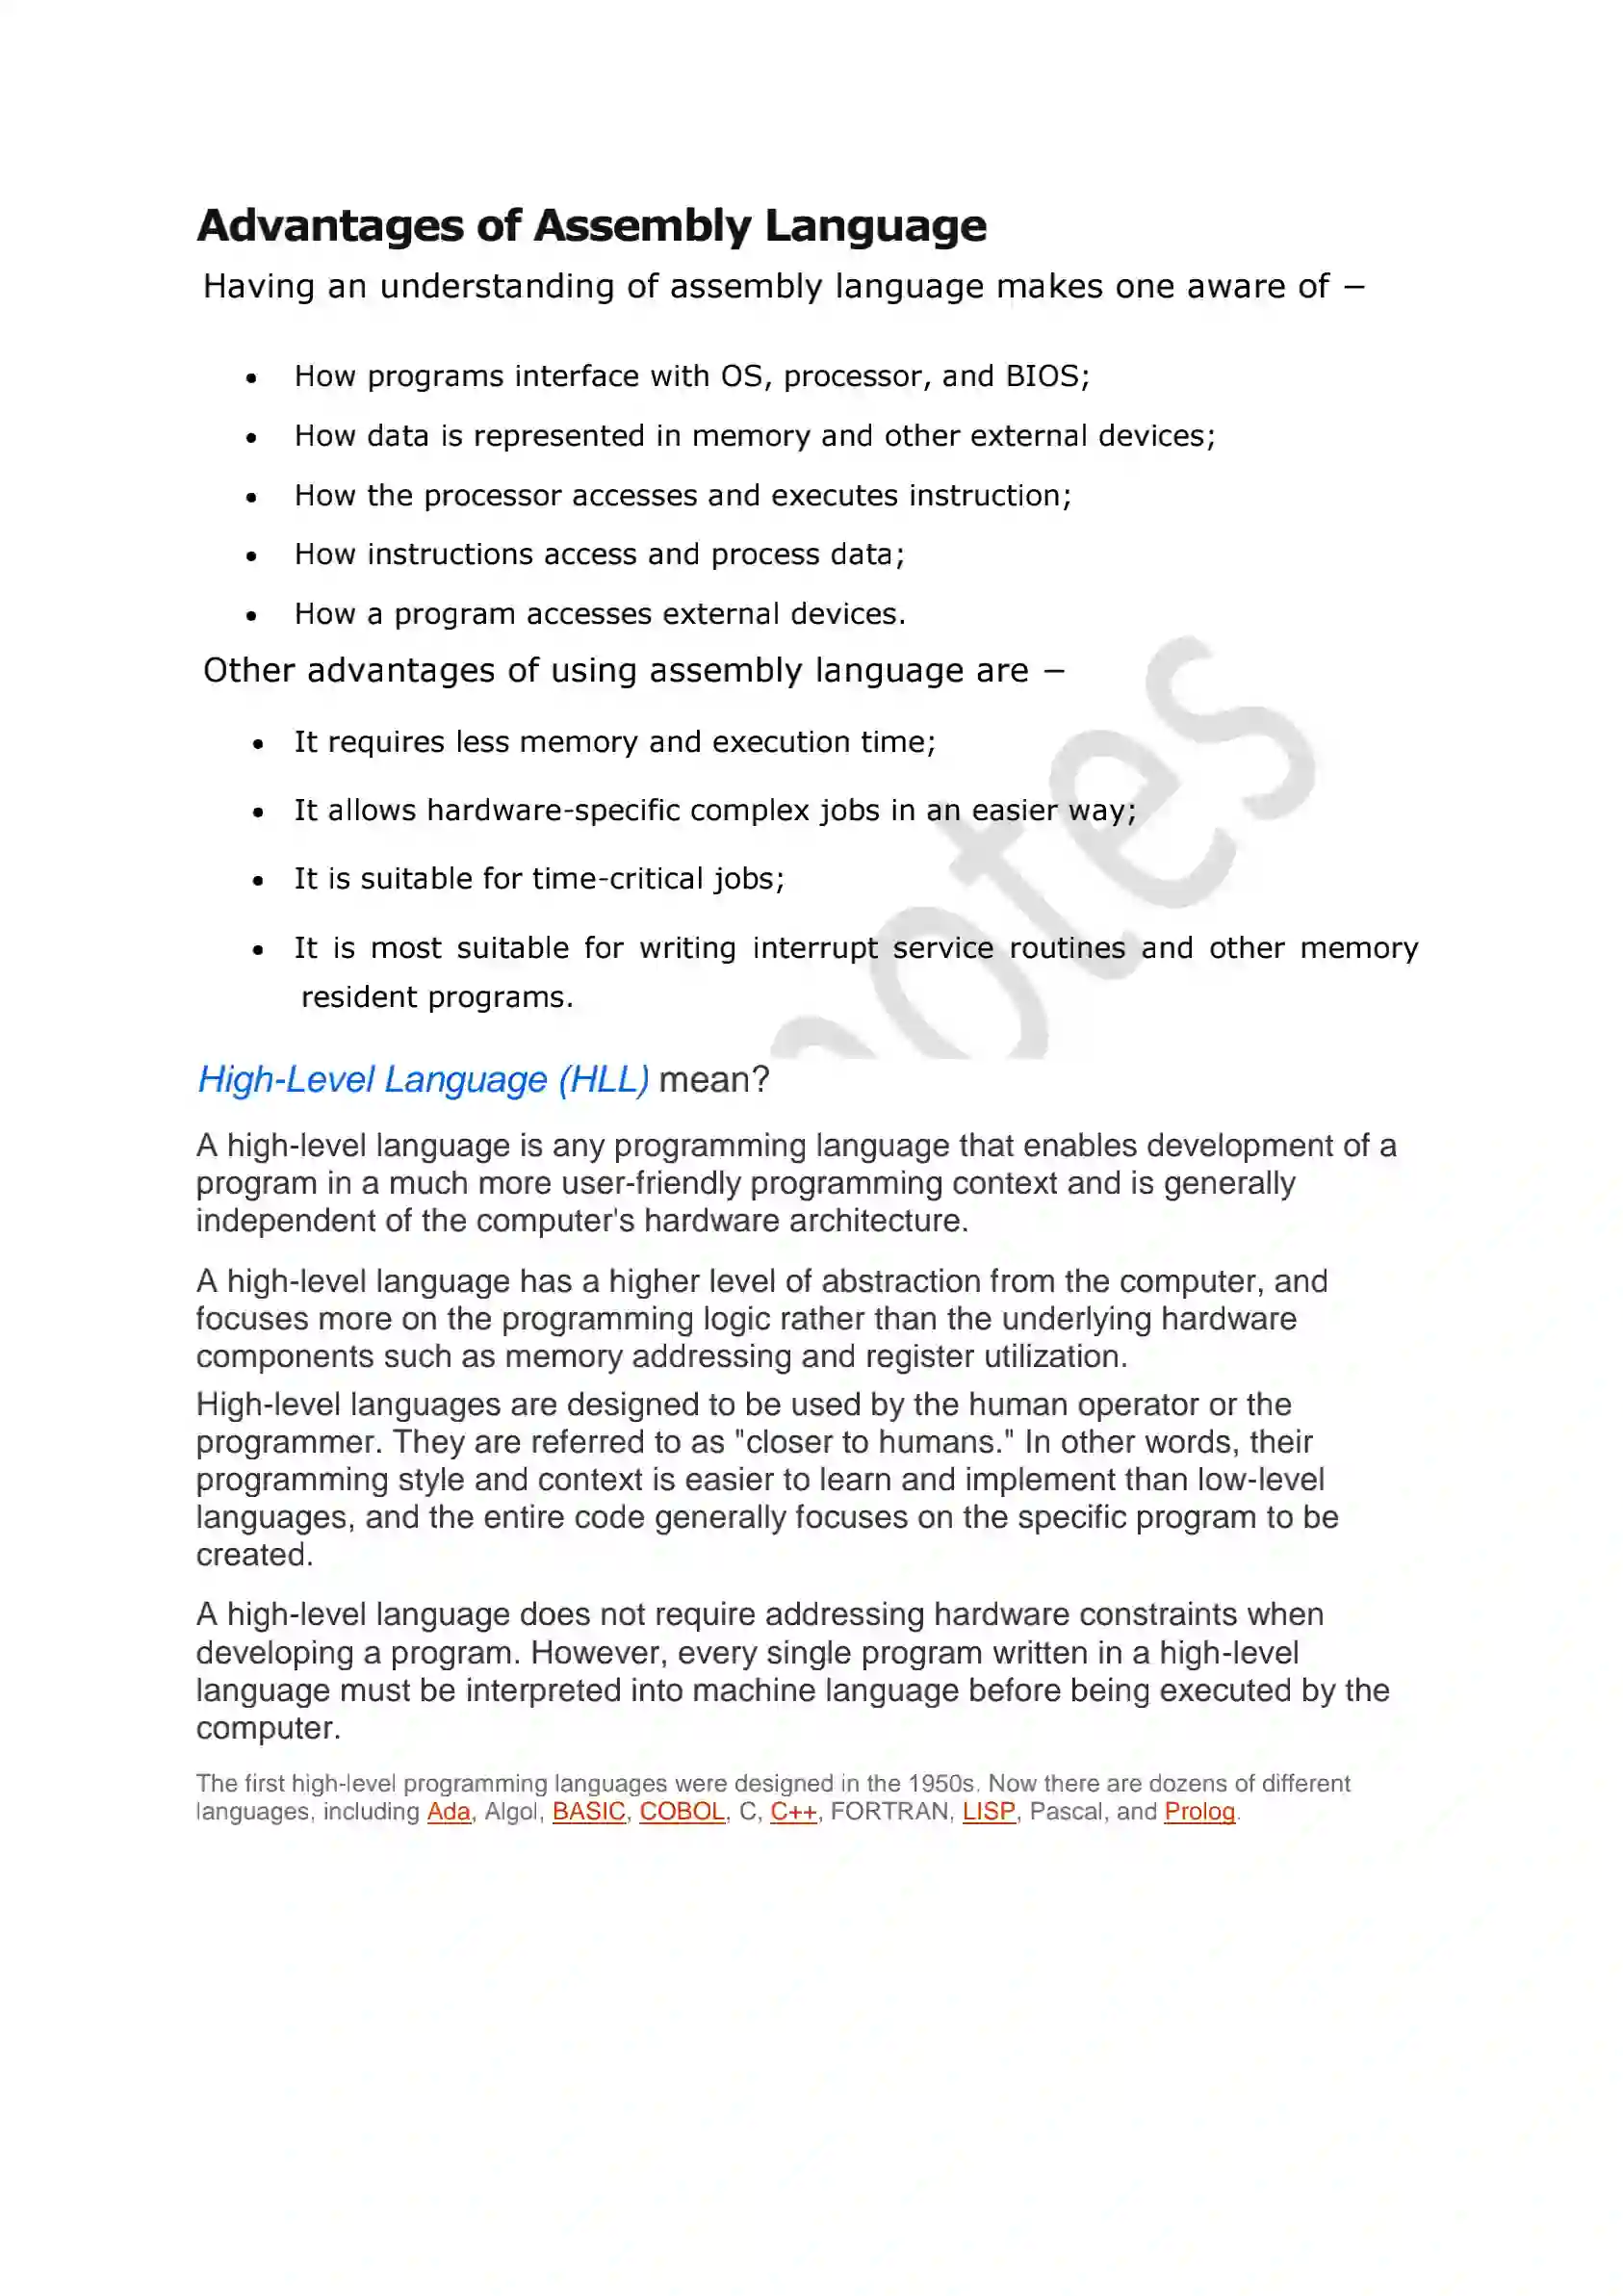 Advantages of Assembly Language
Having an understanding of assembly language makes one aware of −
• How programs interface with OS, processor, and BIOS;
• How data is represented in memory and other external devices;
• How the processor accesses and executes instruction;
• How instructions access and process data;
• How a program accesses external devices.
Other advantages of using assembly language are −
• It requires less memory and execution time;
• It allows hardware-specific complex jobs in an easier way;
• It is suitable for time-critical jobs;
• It is most suitable for writing interrupt service routines and other memory
resident programs.
High-Level Language (HLL) mean?
A high-level language is any programming language that enables development of a
program in a much more user-friendly programming context and is generally
independent of the computer's hardware architecture.
A high-level language has a higher level of abstraction from the computer, and
focuses more on the programming logic rather than the underlying hardware
components such as memory addressing and register utilization.
High-level languages are designed to be used by the human operator or the
programmer. They are referred to as "closer to humans." In other words, their
programming style and context is easier to learn and implement than low-level
languages, and the entire code generally focuses on the specific program to be
created.
A high-level language does not require addressing hardware constraints when
developing a program. However, every single program written in a high-level
language must be interpreted into machine language before being executed by the
computer.
The first high-level programming languages were designed in the 1950s. Now there are dozens of different
languages, including Ada, Algol, BASIC, COBOL, C, C++, FORTRAN, LISP, Pascal, and Prolog.